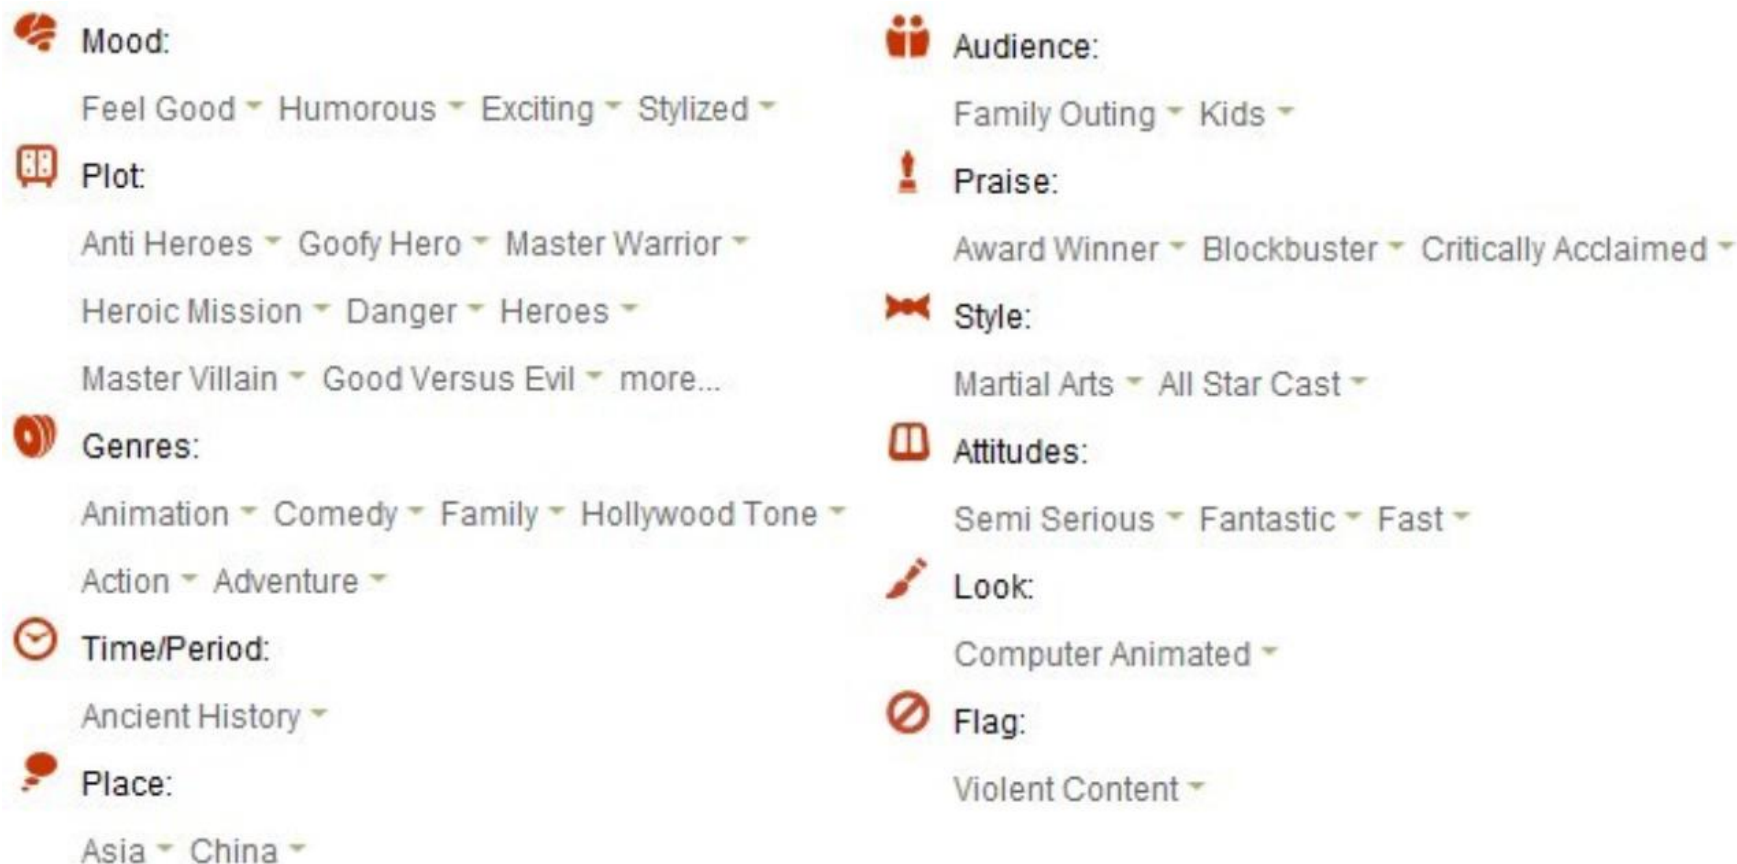 Mood:
Feel Good Humorous Exciting Stylized
Plot:
Anti Heroes Goofy Hero Master Warrior
Heroic Mission Danger Heroes
Master Villain Good Versus Evil more...
Genres:
Animation Comedy Family Hollywood Tone
Action Adventure
Time/Period:
Ancient History
Place:
Asia China
Audience:
Family Outing Kids
Praise:
Award Winner Blockbuster Critically Acclaimed
Style:
Martial Arts All Star Cast
Attitudes:
Semi Serious Fantastic Fast
Look:
Computer Animated
Flag:
Violent Content